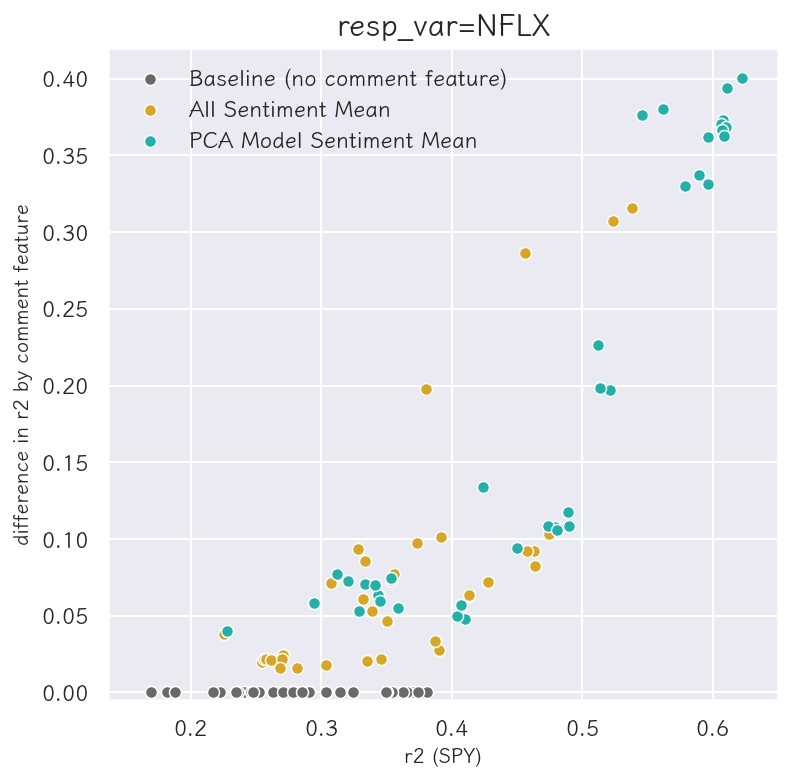 resp_var=NFLX
Baseline (no comment feature)
All Sentiment Mean
PCA Model Sentiment Mean
difference in r2 by comment feature
0.40
0.35
0.30
0.25
0.20
0.15
0.10
0.05
0.00
0.2
0.3
0.4
0.5
0.6
r2 (SPY)